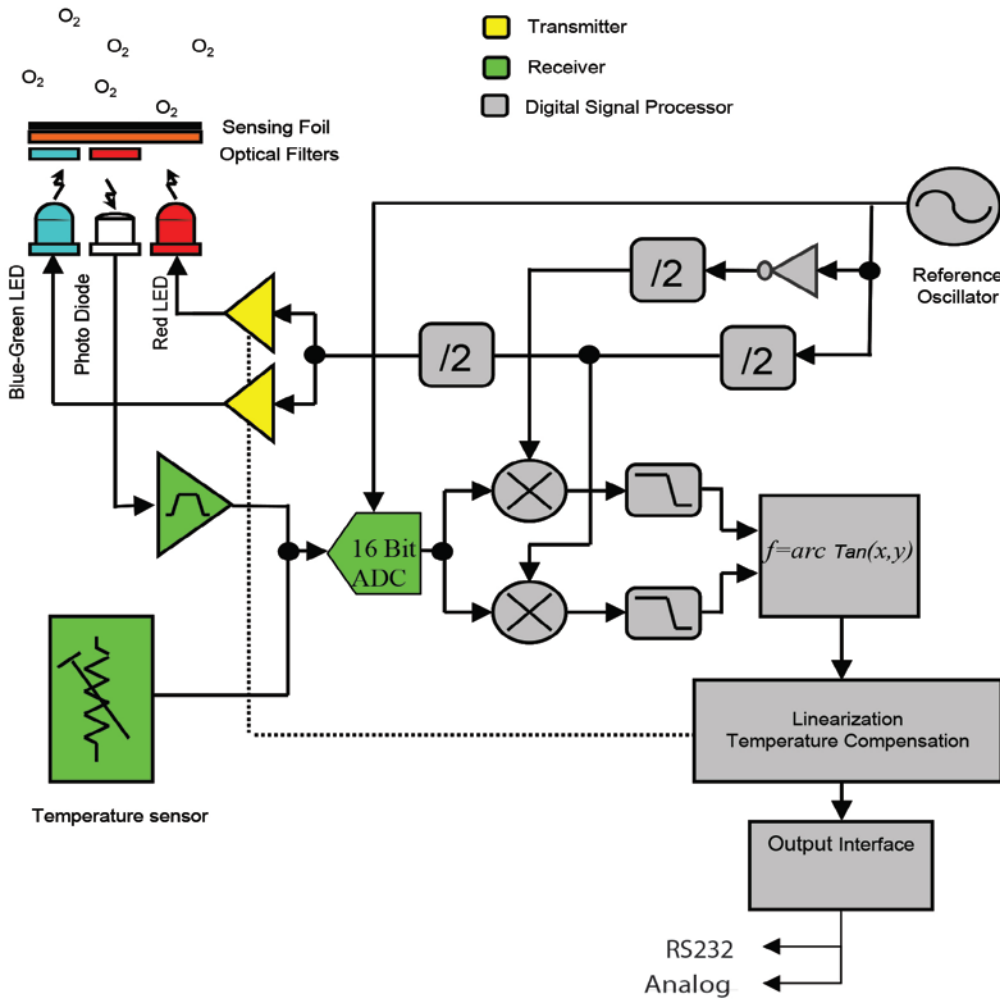 O2
O2
O2
O2
O2
O2
Transmitter
Receiver
Digital Signal Processor
Sensing Foil
Optical Filters
Blue-Green LED
Photo Diode
Red LED
Reference
Oscillator
/2
/2
/2
16 Bit
ADC
f=arc Tan(x,y)
Linearization
Temperature Compensation
Temperature sensor
Output Interface
RS232
Analog